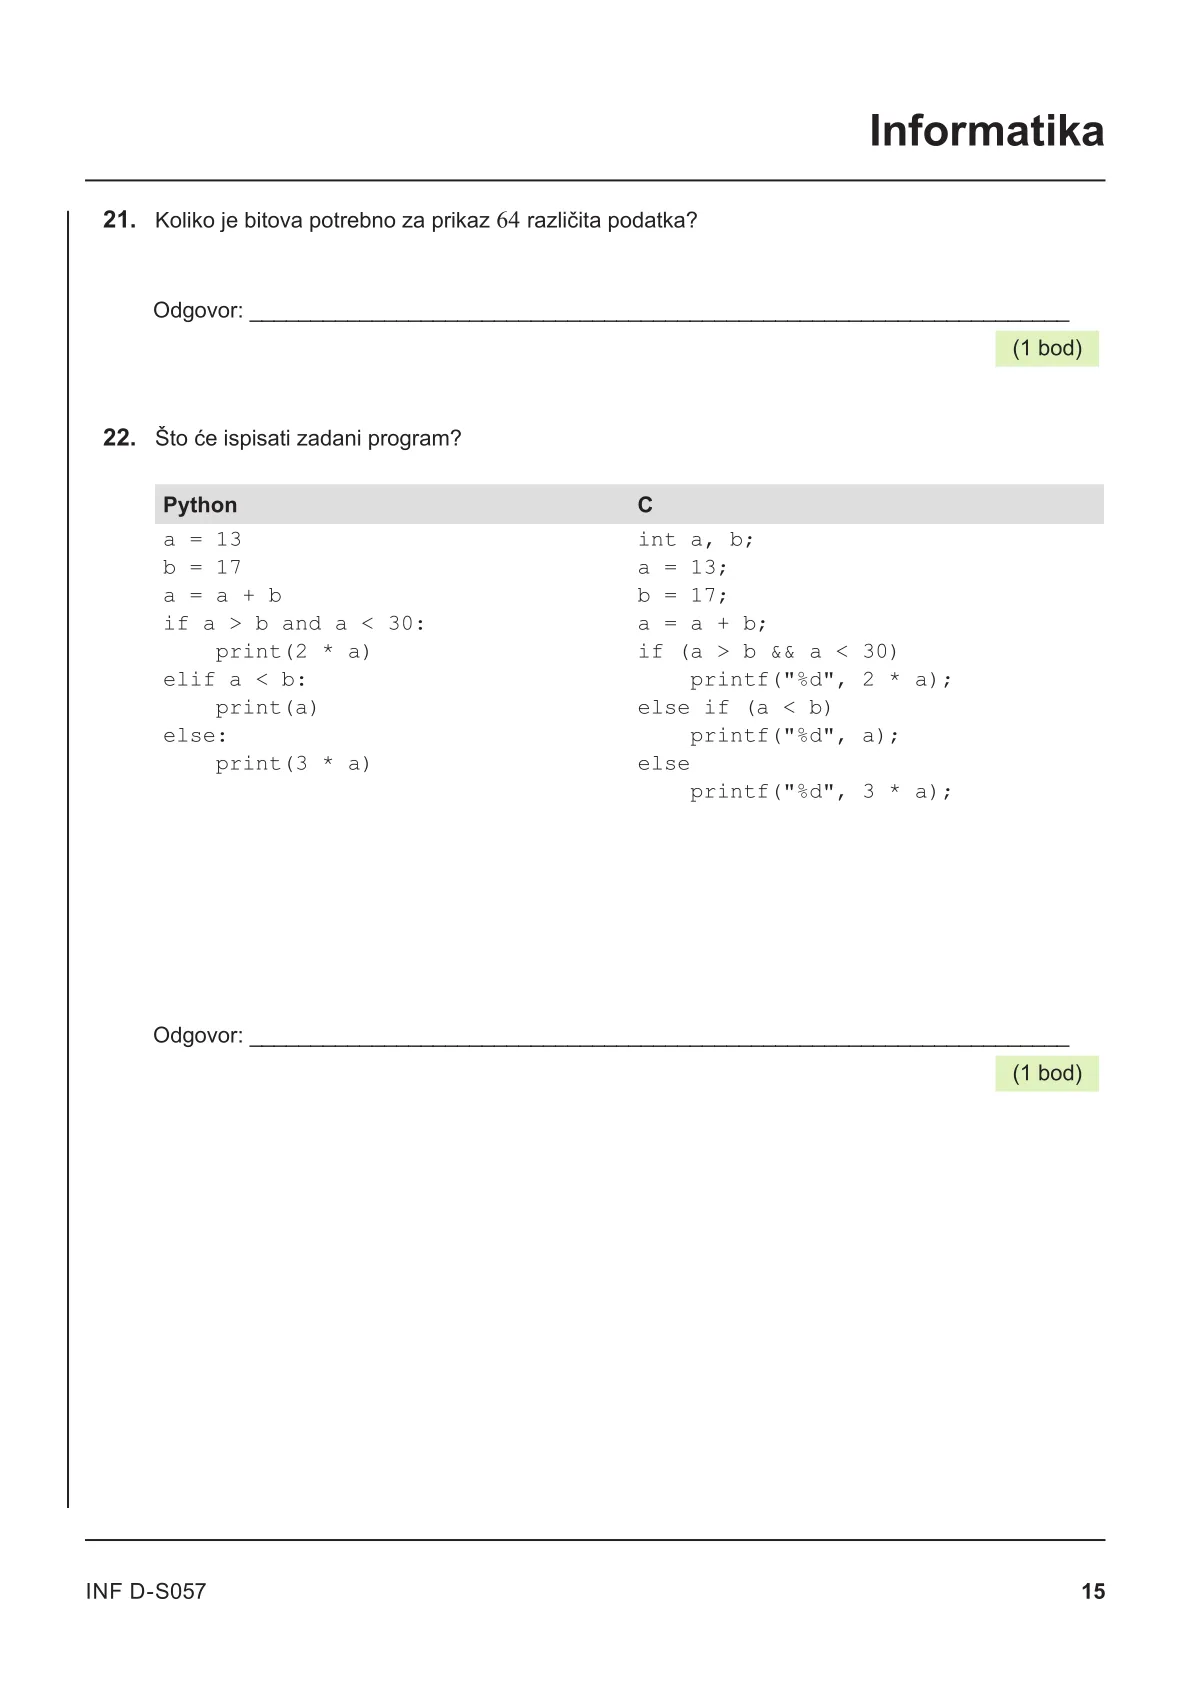 Informatika
21. Koliko je bitova potrebno za prikaz 64 različita podatka?
Odgovor: ____________________________________________________________________
(1 bod)
22. Što će ispisati zadani program?
Python C
a = 13 int a, b;
b = 17 a = 13;
a = a + b b = 17;
if a > b and a < 30: a = a + b;
    print(2 * a) if (a > b && a < 30)
elif a < b:     printf("%d", 2 * a);
    print(a) else if (a < b)
else:     printf("%d", a);
    print(3 * a) else
    printf("%d", 3 * a);
Odgovor: ____________________________________________________________________
(1 bod)
INF D-S057 15